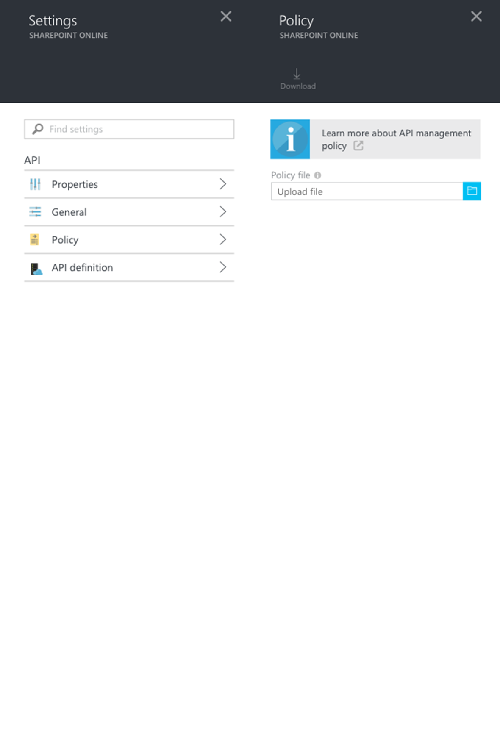 Settings
SHAREPOINT ONLINE
Find settings
API
Properties
General
Policy
API definition
Policy
SHAREPOINT ONLINE
Download
Learn more about API management
policy
Policy file
Upload file